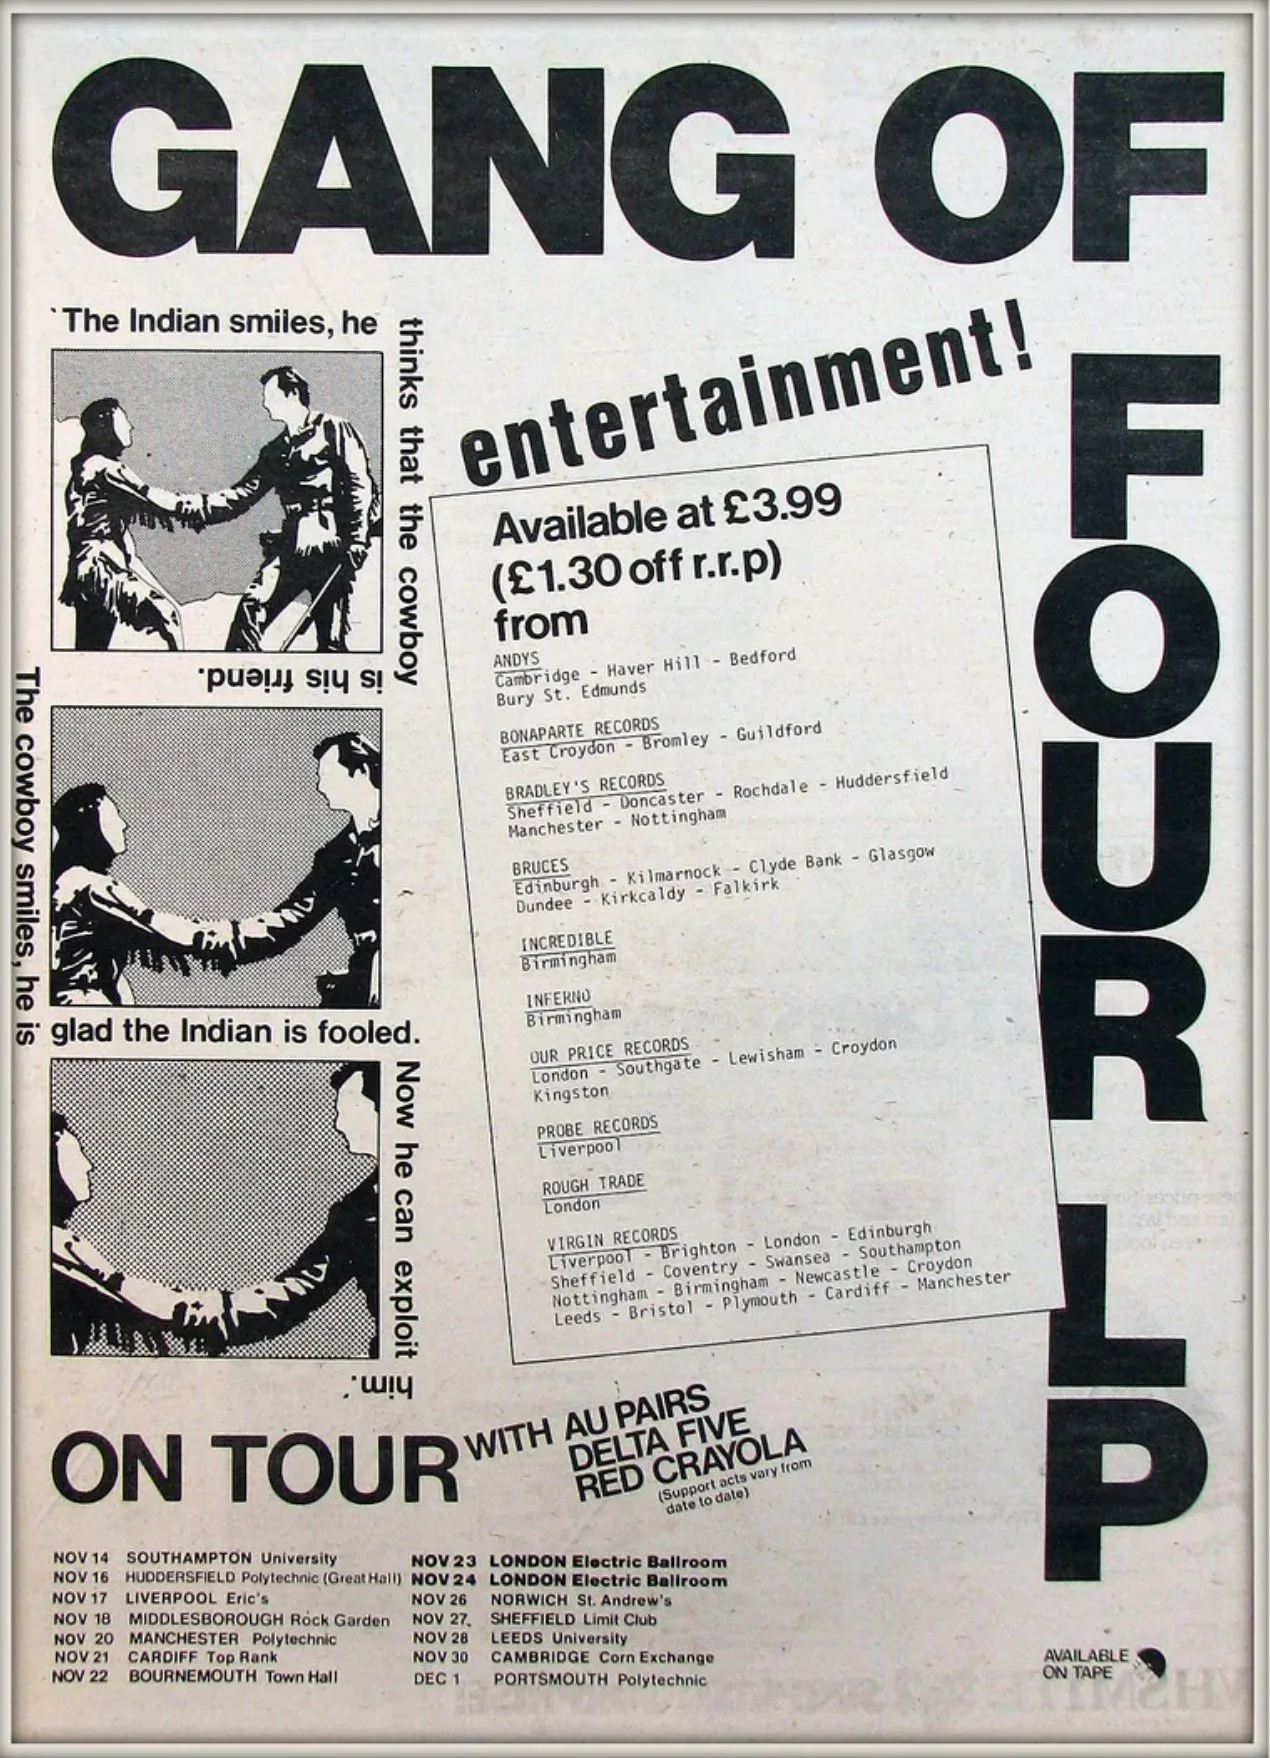 GANG OF
FOUR
LP
'The Indian smiles, he
thinks that the cowboy
is his friend.
The cowboy smiles, he is
glad the Indian is fooled.
Now he can exploit
him.'
entertainment!
Available at £3.99
(£1.30 off r.r.p)
from
ANDYS
Cambridge - Haver Hill - Bedford
Bury St. Edmunds
BONAPARTE RECORDS
East Croydon - Bromley - Guildford
BRADLEY'S RECORDS
Sheffield - Doncaster - Rochdale - Huddersfield
Manchester - Nottingham
BRUCES
Edinburgh - Kilmarnock - Clyde Bank - Glasgow
Dundee - Kirkcaldy - Falkirk
INCREDIBLE
Birmingham
INFERNO
Birmingham
OUR PRICE RECORDS
London - Southgate - Lewisham - Croydon
Kingston
PROBE RECORDS
Liverpool
ROUGH TRADE
London
VIRGIN RECORDS
Liverpool - Brighton - London - Edinburgh
Sheffield - Coventry - Swansea - Southampton
Nottingham - Birmingham - Newcastle - Croydon
Leeds - Bristol - Plymouth - Cardiff - Manchester
ON TOUR WITH AU PAIRS
DELTA FIVE
RED CRAYOLA
(Support acts vary from
date to date)
NOV 14 SOUTHAMPTON University
NOV 16 HUDDERSFIELD Polytechnic (Great Hall)
NOV 17 LIVERPOOL Eric's
NOV 18 MIDDLESBOROUGH Rock Garden
NOV 20 MANCHESTER Polytechnic
NOV 21 CARDIFF Top Rank
NOV 22 BOURNEMOUTH Town Hall
NOV 23 LONDON Electric Ballroom
NOV 24 LONDON Electric Ballroom
NOV 26 NORWICH St. Andrew's
NOV 27. SHEFFIELD Limit Club
NOV 28 LEEDS University
NOV 30 CAMBRIDGE Corn Exchange
DEC 1 PORTSMOUTH Polytechnic
AVAILABLE
ON TAPE